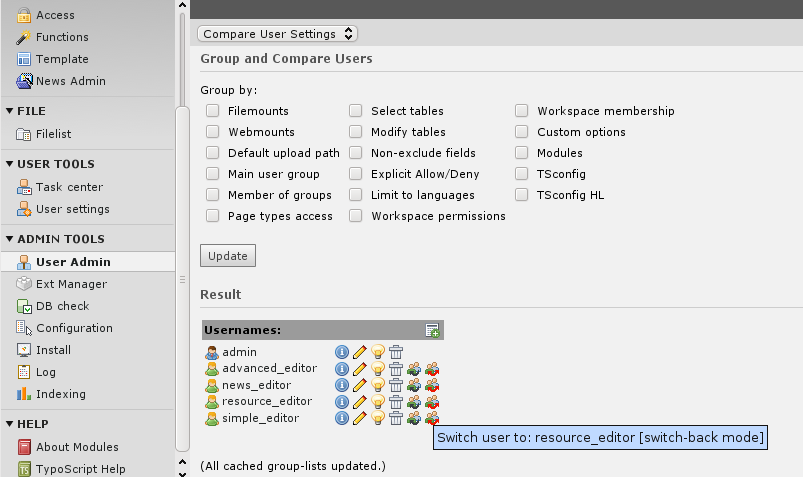 Access
Functions
Template
News Admin
FILE
Filelist
USER TOOLS
Task center
User settings
ADMIN TOOLS
User Admin
Ext Manager
DB check
Configuration
Install
Log
Indexing
HELP
About Modules
TypoScript Help
Compare User Settings
Group and Compare Users
Group by:
Filemounts Select tables Workspace membership
Webmounts Modify tables Custom options
Default upload path Non-exclude fields Modules
Main user group Explicit Allow/Deny TSconfig
Member of groups Limit to languages TSconfig HL
Page types access Workspace permissions
Update
Result
Usernames:
admin
advanced_editor
news_editor
resource_editor
simple_editor
Switch user to: resource_editor [switch-back mode]
(All cached group-lists updated.)